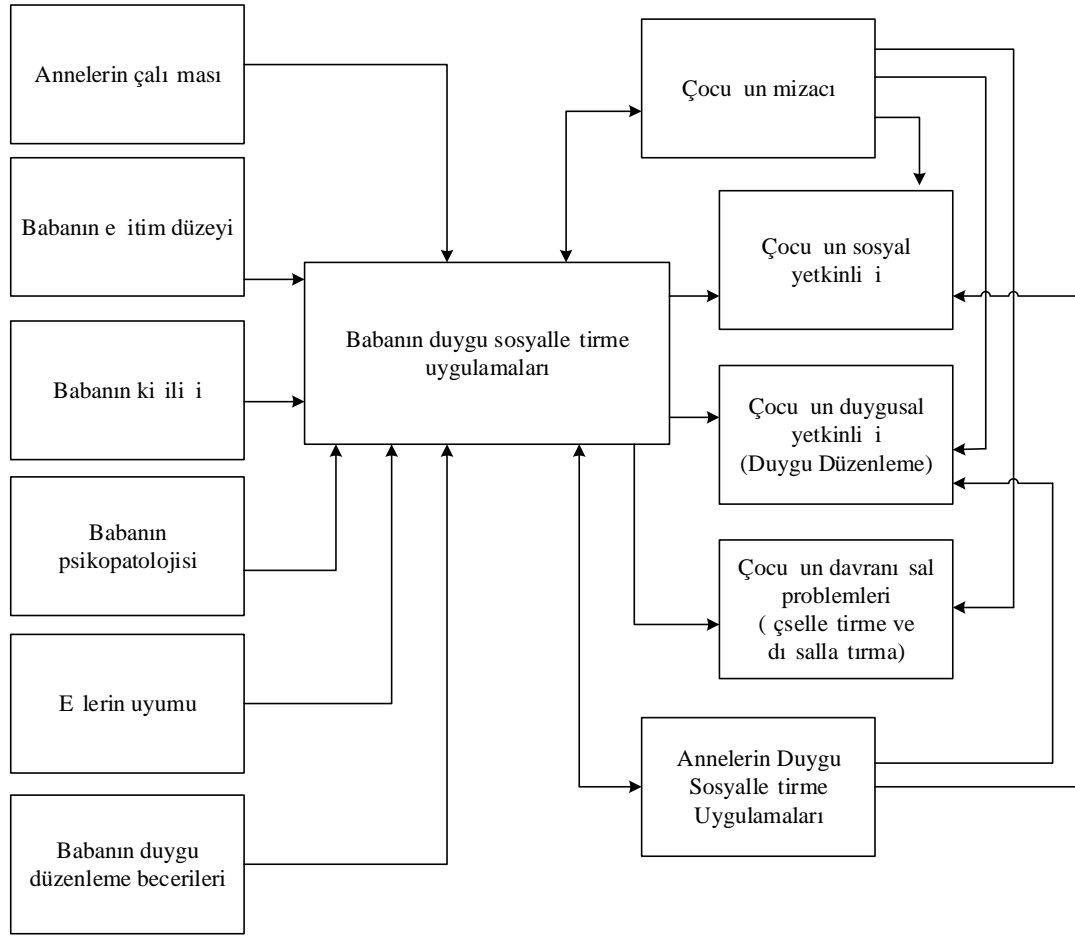 Annelerin çalı ması
Babanın e itim düzeyi
Babanın ki ili i
Babanın
psikopatolojisi
E lerin uyumu
Babanın duygu
düzenleme becerileri
Babanın duygu sosyalle tirme
uygulamaları
Çocu un mizacı
Çocu un sosyal
yetkinli i
Çocu un duygusal
yetkinli i
(Duygu Düzenleme)
Çocu un davranı sal
problemleri
( çselle tirme ve
dı salla tırma)
Annelerin Duygu
Sosyalle tirme
Uygulamaları